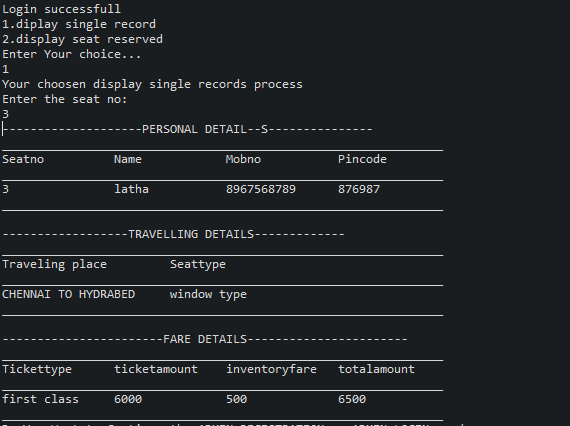 Login successfull
1.diplay single record
2.display seat reserved
Enter Your choice...
1
Your choosen display single records process
Enter the seat no:
3
--------------------PERSONAL DETAIL--S---------------
Seatno Name Mobno Pincode
3 latha 8967568789 876987
------------------TRAVELLING DETAILS-------------
Traveling place Seattype
CHENNAI TO HYDRABED window type
-----------------------FARE DETAILS-----------------------
Tickettype ticketamount inventoryfare totalamount
first class 6000 500 6500